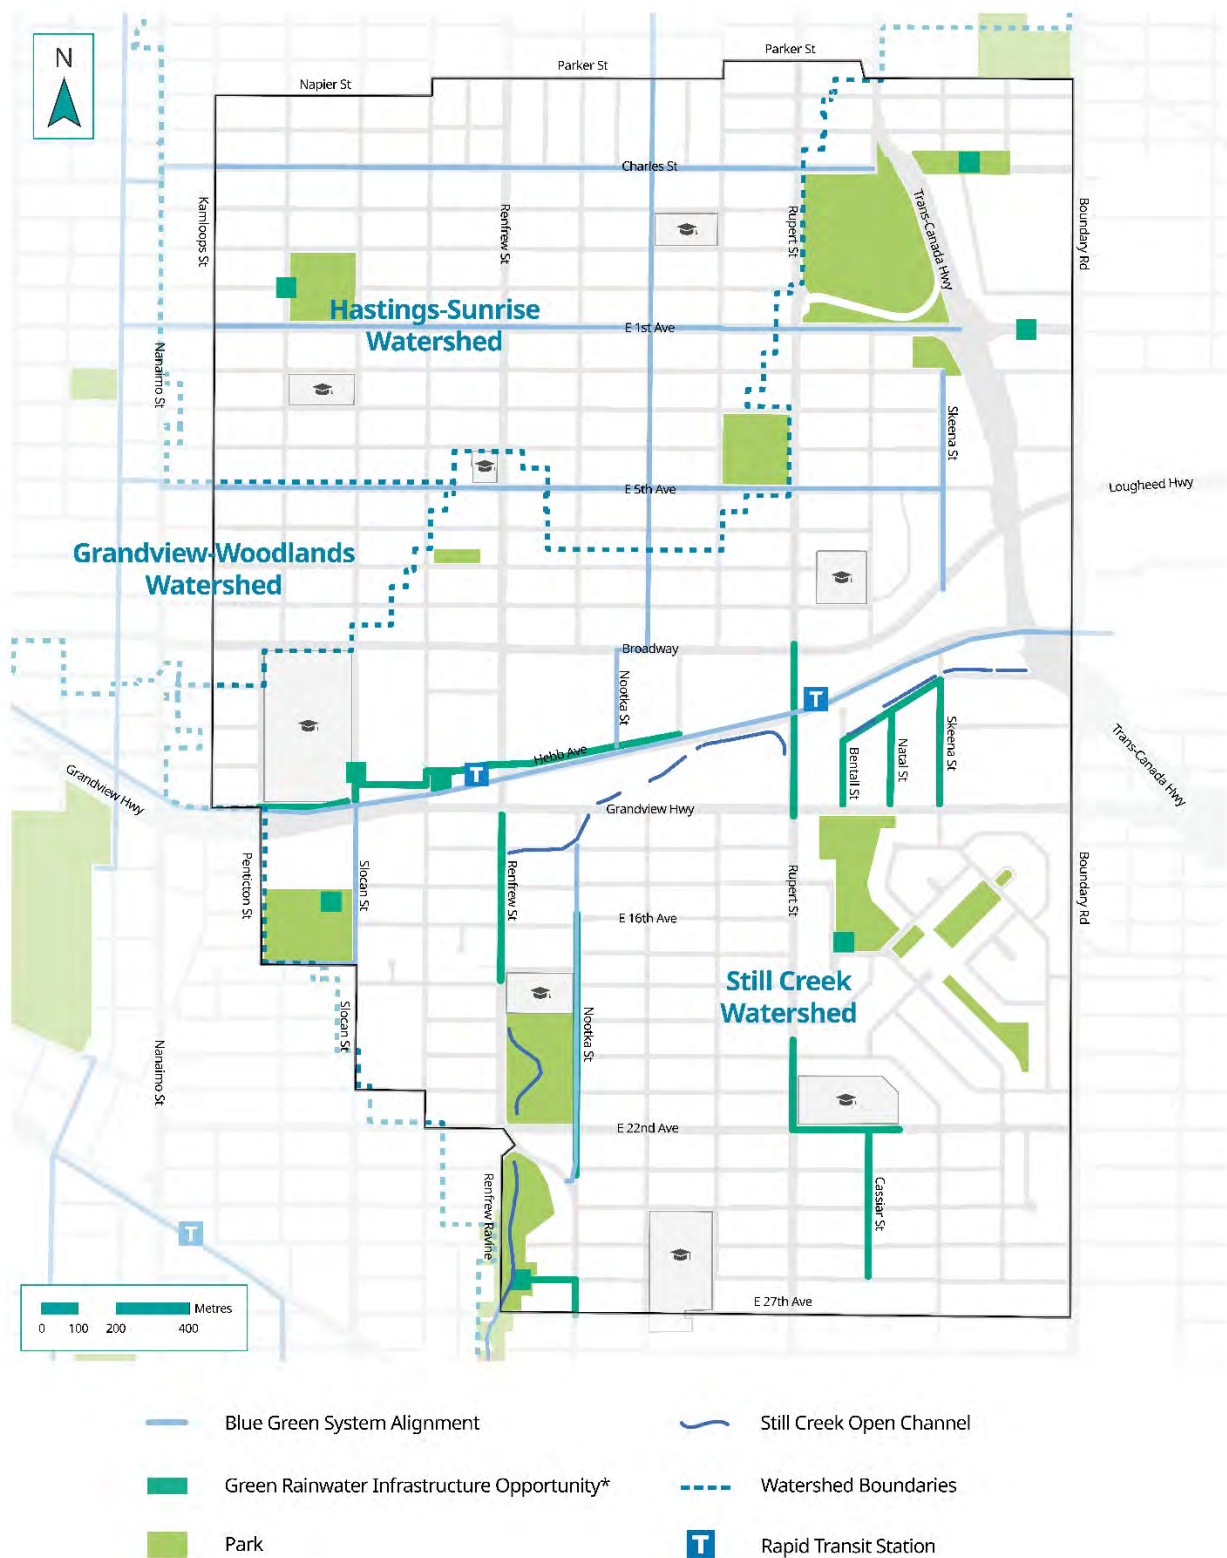 Parker St
Parker St
Napier St
N
Charles St
Kamloops St
Renfrew St
Rupert St
Trans-Canada Hwy
Boundary Rd
Hastings-Sunrise
Watershed
E 1st Ave
Nanaimo St
Skeena St
E 5th Ave
Lougheed Hwy
Grandview-Woodlands
Watershed
Broadway
Nootka St
T
Hebb Ave
T
Bentall St
Natal St
Skeena St
Trans-Canada Hwy
Grandview Hwy
Grandview Hwy
Penticton St
Slocan St
Renfrew St
Rupert St
Boundary Rd
E 16th Ave
Still Creek
Watershed
Slocan St
Nootka St
Nanaimo St
E 22nd Ave
Renfrew Ravine
Cassiar St
T
E 27th Ave
Metres
0 100 200 400
Blue Green System Alignment
Still Creek Open Channel
Green Rainwater Infrastructure Opportunity*
Watershed Boundaries
Park
T Rapid Transit Station